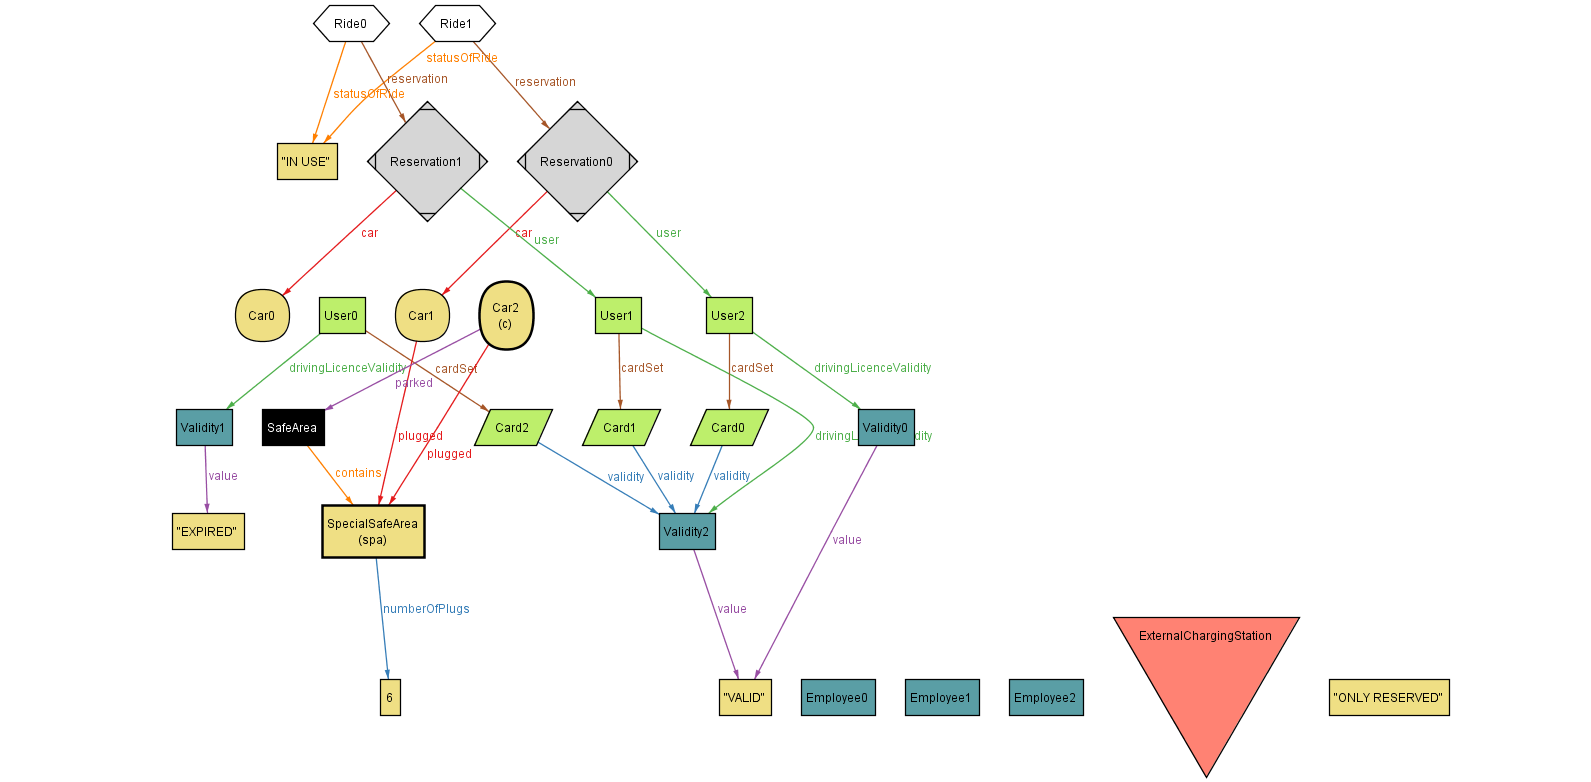 Ride0
Ride1
statusOfRide
reservation
reservation
statusOfRide
"IN USE"
Reservation1
Reservation0
car
car
user
user
Car0
User0
Car1
Car2
(c)
User1
User2
drivingLicenceValidity
parked
cardSet
cardSet
cardSet
drivingLicenceValidity
Validity1
SafeArea
Card2
Card1
Card0
Validity0
plugged
plugged
value
contains
validity
validity
validity
"EXPIRED"
SpecialSafeArea
(spa)
Validity2
value
numberOfPlugs
value
ExternalChargingStation
6
"VALID"
Employee0
Employee1
Employee2
"ONLY RESERVED"